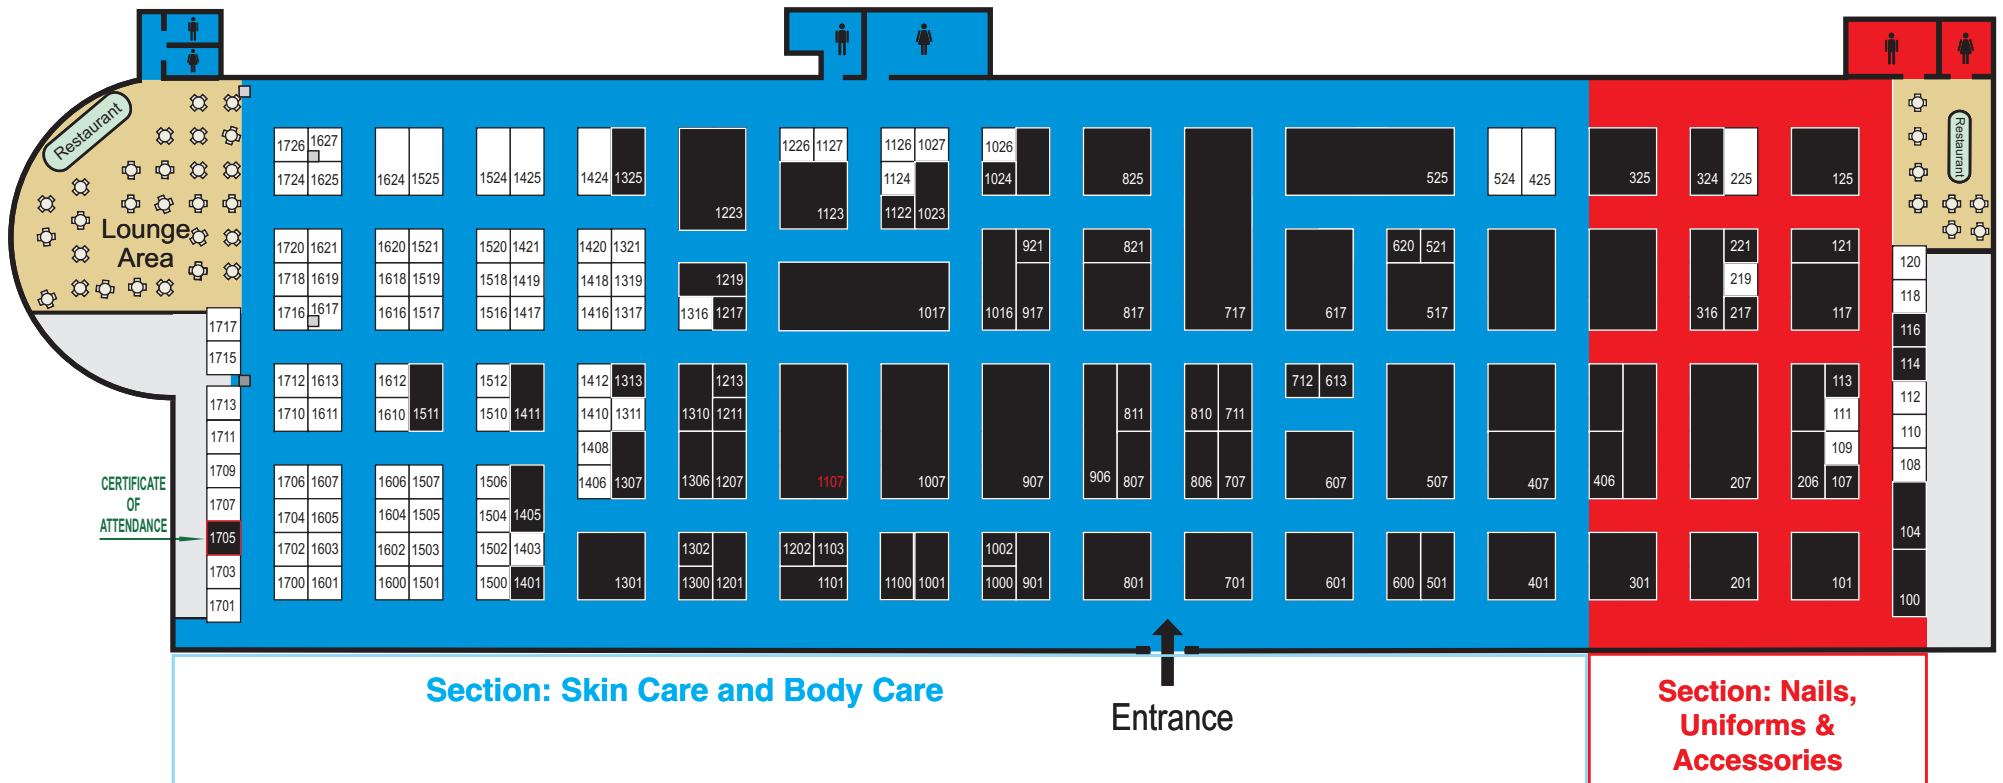 Restaurant
Lounge
Area
Restaurant
1726 1627 1226 1127 1126 1027 1026
1724 1625 1624 1525 1524 1425 1424 1325 1124 1024 825 525 524 425 325 324 225 125
1223 1123 1122 1023
1720 1621 1620 1521 1520 1421 1420 1321 921 821 620 521 221 121
1718 1619 1618 1519 1518 1419 1418 1319 1219 219 120
1716 1617 1616 1517 1516 1417 1416 1317 1316 1217 1017 1016 917 817 717 617 517 316 217 117 118
1717 116
1715 114
1712 1613 1612 1512 1412 1313 1213 712 613 113
1713 1710 1611 1610 1511 1510 1411 1410 1311 1310 1211 811 810 711 111 112
1711 1408 109 110
1709 1706 1607 1606 1507 1506 1406 1307 1306 1207 1107 1007 907 906 807 806 707 607 507 407 406 207 206 107 108
CERTIFICATE
OF
ATTENDANCE
1707 1704 1605 1604 1505 1504 1405
1705 104
1702 1603 1602 1503 1502 1403 1302 1202 1103 1002
1703 1700 1601 1600 1501 1500 1401 1301 1300 1201 1101 1100 1001 1000 901 801 701 601 600 501 401 301 201 101
1701 100
Section: Skin Care and Body Care
Entrance
Section: Nails,
Uniforms &
Accessories